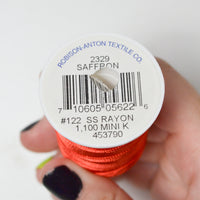 ROBISON-ANTON TEXTILE CO.
2329
SAFFRON
7 10605 05622 6
#122 SS RAYON
1,100 MINI K
453790